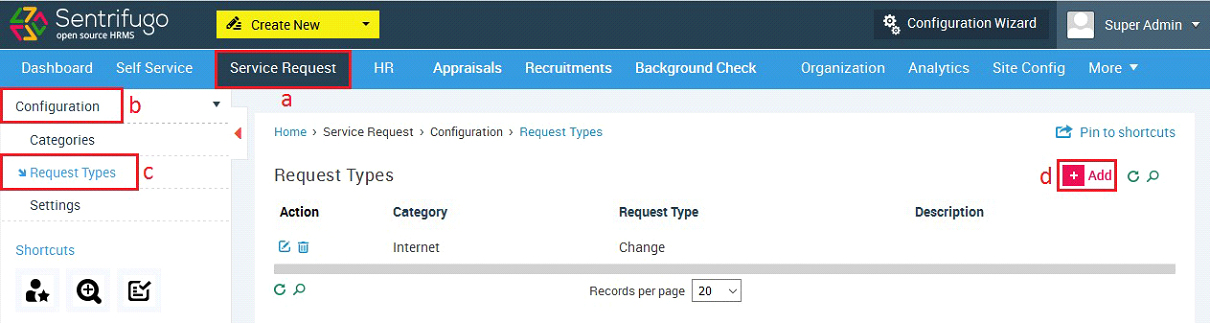 Sentrifugo
open source HRMS
Create New
Configuration Wizard
Super Admin
Dashboard Self Service Service Request HR Appraisals Recruitments Background Check Organization Analytics Site Config More
a
Configuration b
Categories
Request Types c
Settings
Shortcuts
Home › Service Request › Configuration › Request Types
Pin to shortcuts
Request Types
d + Add
Action Category Request Type Description
Internet Change
Records per page 20